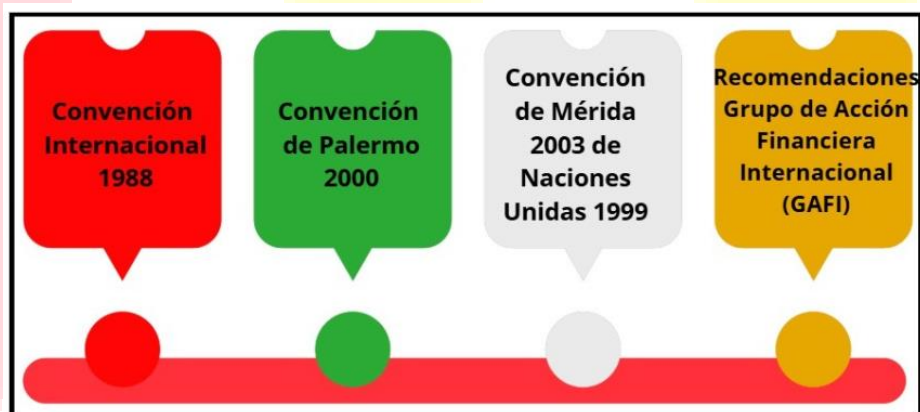 Convención
Internacional
1988
Convención
de Palermo
2000
Convención
de Mérida
2003 de
Naciones
Unidas 1999
Recomendaciones
Grupo de Acción
Financiera
Internacional
(GAFI)